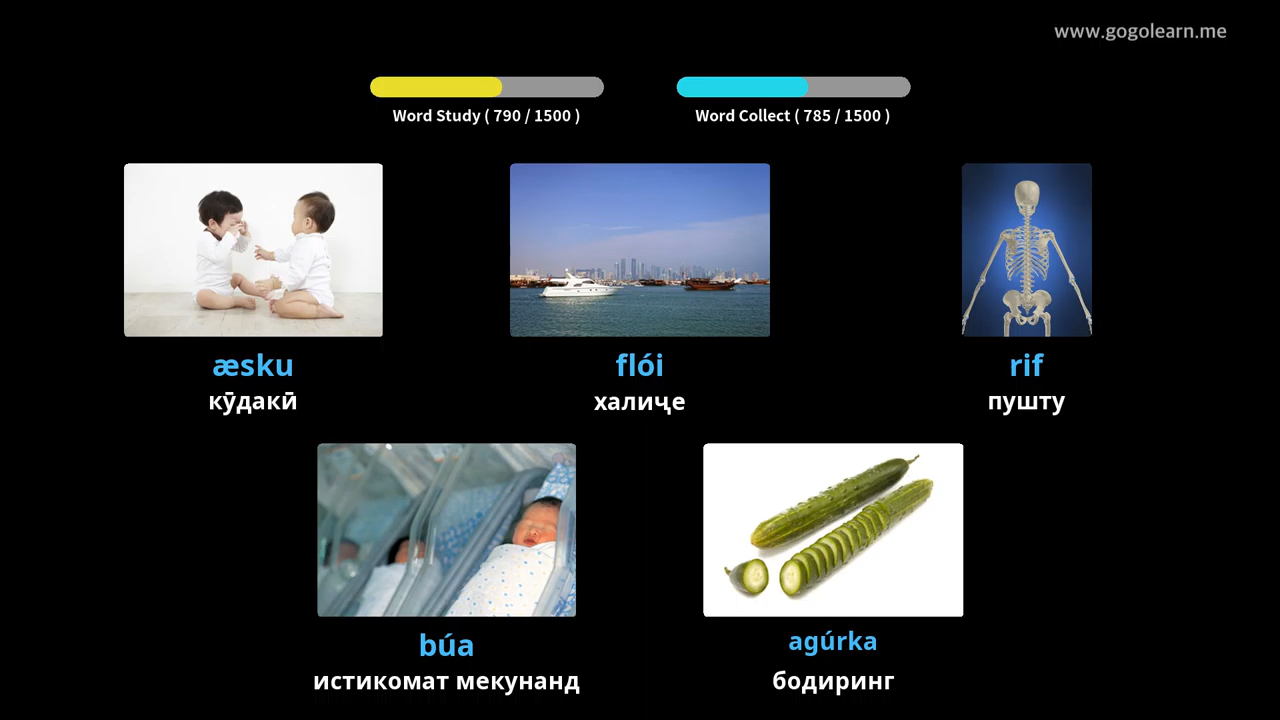 www.gogolearn.me
Word Study ( 790 / 1500 )
Word Collect ( 785 / 1500 )
æsku
flói
rif
кӯдакӣ
халиҷе
пушту
búa
agúrka
истикомат мекунанд
бодиринг